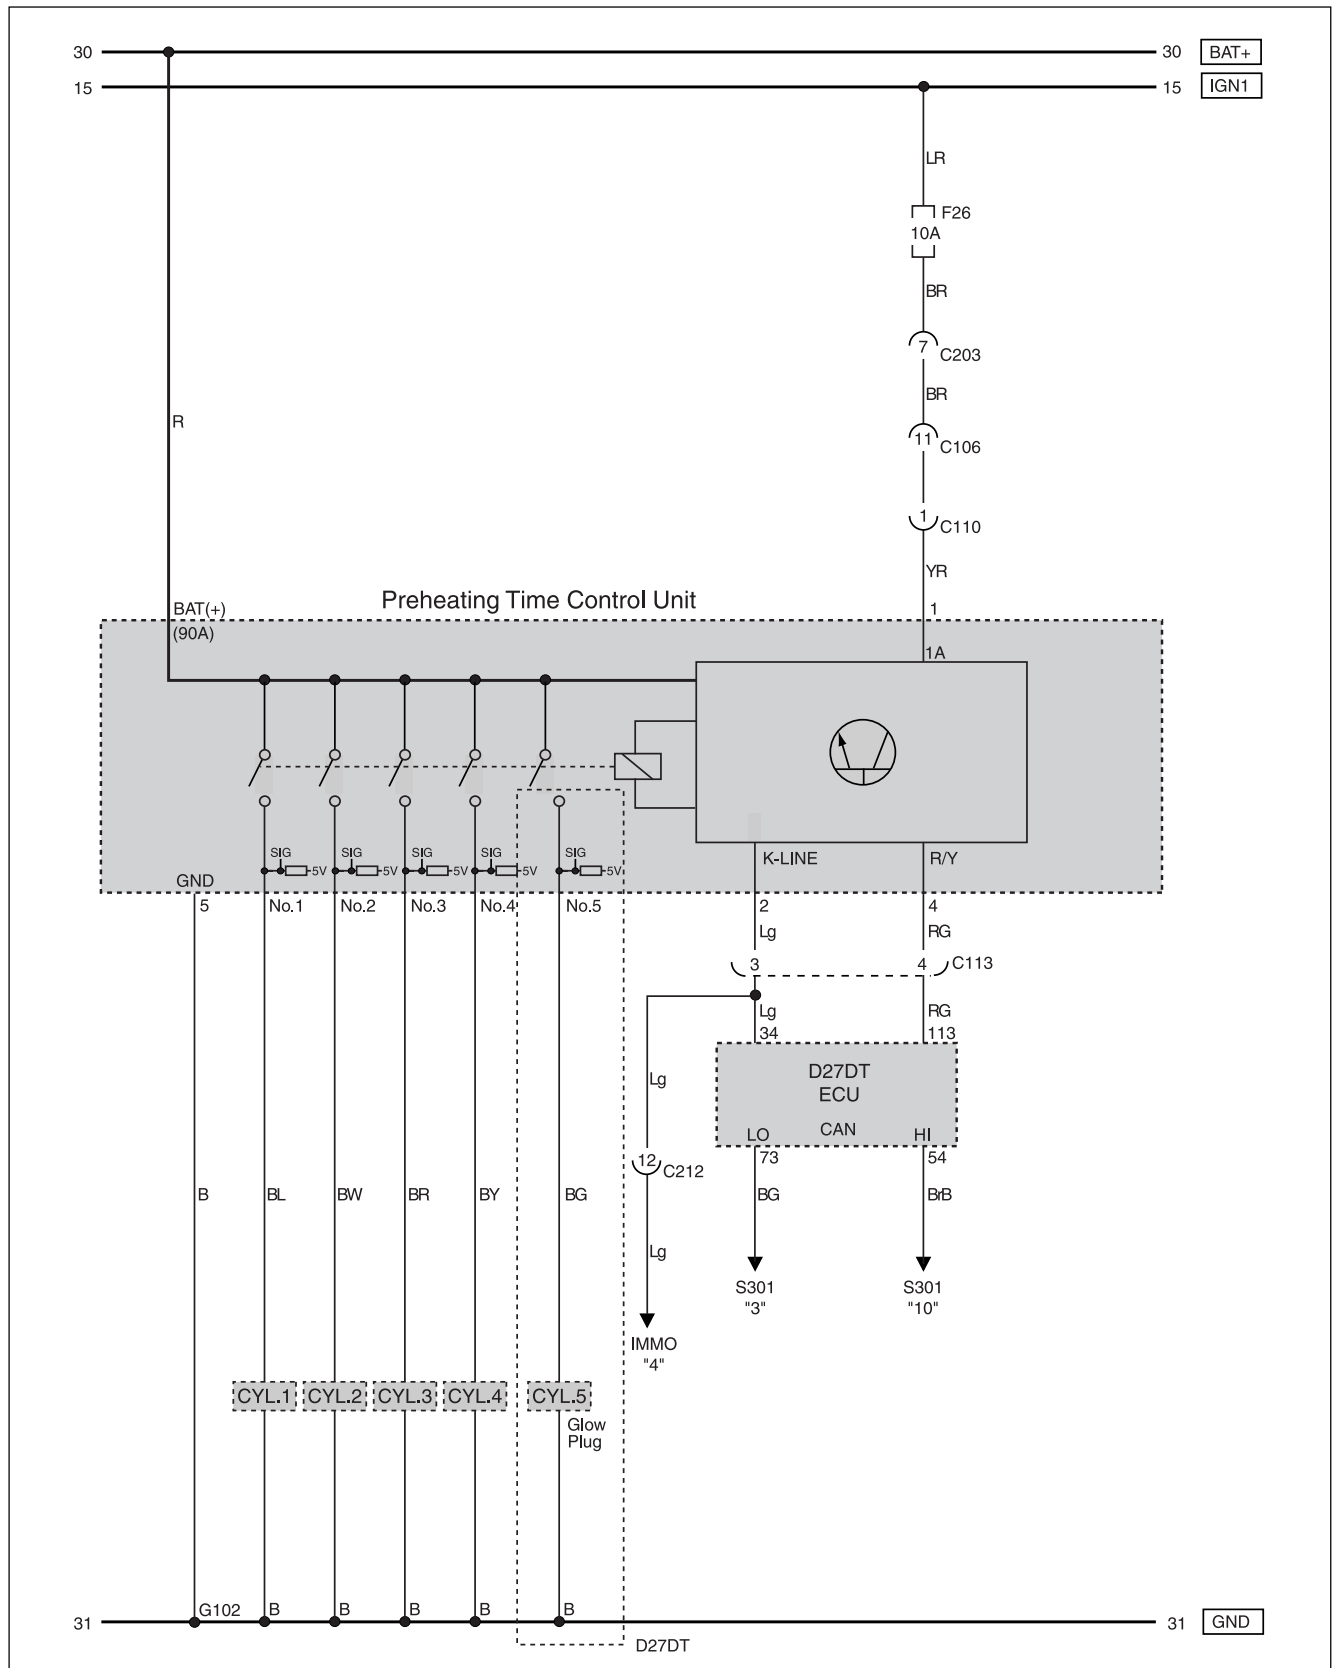 30
30 BAT+
15
15 IGN1
LR
F26
10A
BR
7 C203
BR
R
11 C106
1 C110
YR
Preheating Time Control Unit
BAT(+)
(90A)
1
1A
SIG SIG SIG SIG SIG
5V 5V 5V 5V 5V
K-LINE R/Y
GND
5 No.1 No.2 No.3 No.4 No.5 2 4
Lg RG
3 4 C113
Lg RG
34 113
D27DT
ECU
CAN
LO HI
Lg
12 C212
73 54
B BL BW BR BY BG
BG BrB
Lg
S301
"3"
S301
"10"
IMMO
"4"
CYL.1 CYL.2 CYL.3 CYL.4 CYL.5
Glow
Plug
G102 B B B B B
31
31 GND
D27DT